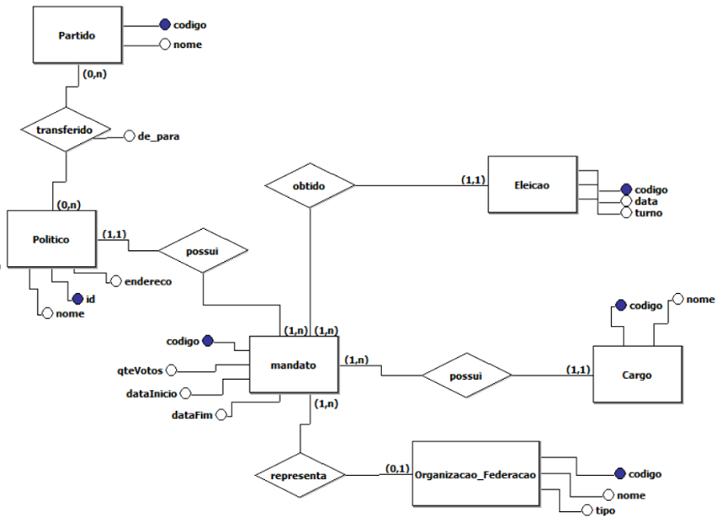 Partido
codigo
nome
(0,n)
transferido
de_para
(0,n)
Politico
(1,1)
possui
endereco
id
nome
obtido
(1,1)
Eleicao
codigo
data
turno
(1,n)
(1,n)
codigo
mandato
qteVotos
dataInicio
dataFim
(1,n)
possui
(1,1)
Cargo
codigo
nome
(1,n)
representa
(0,1)
Organizacao_Federacao
codigo
nome
tipo